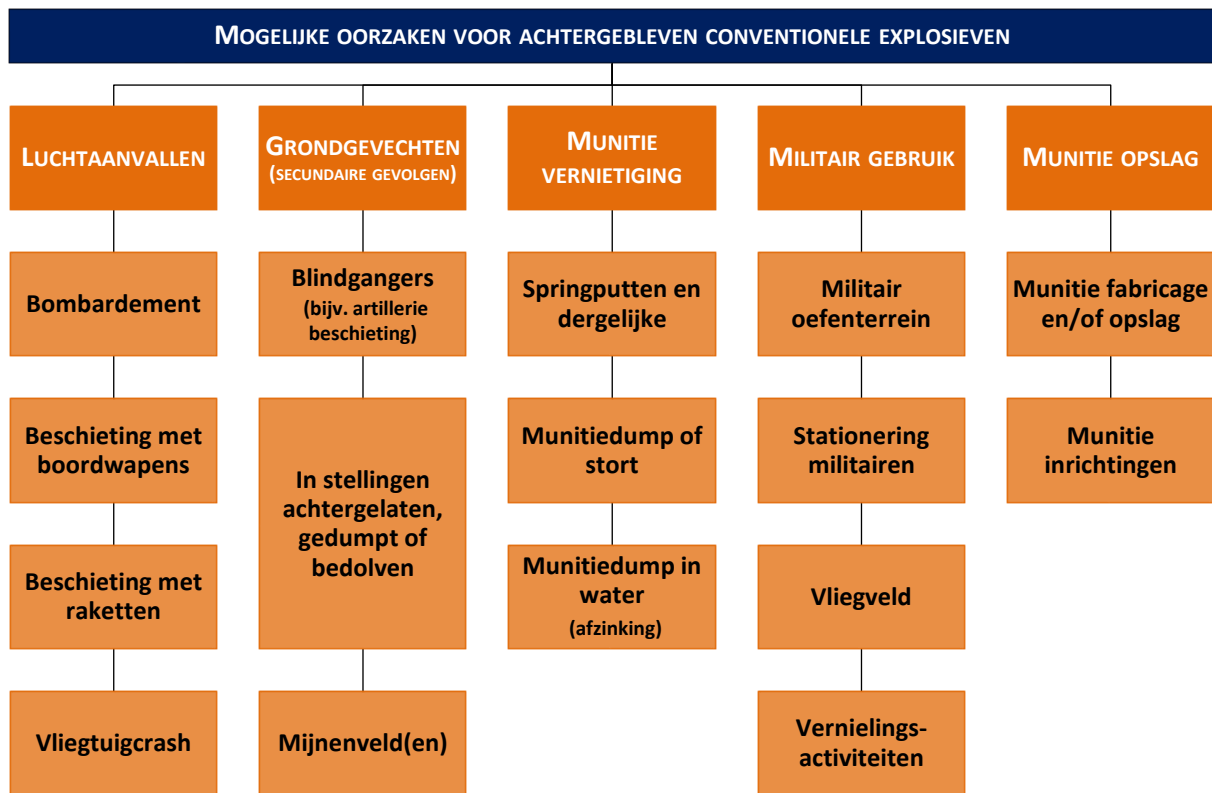 MOGELIJKE OORZAKEN VOOR ACHTERGEBLEVEN CONVENTIONELE EXPLOSIEVEN
LUCHTAANVALLEN
Bombardement
Beschieting met
boordwapens
Beschieting met
raketten
Vliegtuigcrash
GRONDGEVECHTEN
(SECUNDAIRE GEVOLGEN)
Blindgangers
(bijv. artillerie
beschieting)
In stellingen
achtergelaten,
gedumpt of
bedolven
Mijnenveld(en)
MUNITIE
VERNIETIGING
Springputten en
dergelijke
Munitiedump of
stort
Munitiedump in
water
(afzinking)
MILITAIR GEBRUIK
Militair
oefenterrein
Stationering
militairen
Vliegveld
Vernielings-
activiteiten
MUNITIE OPSLAG
Munitie fabricage
en/of opslag
Munitie
inrichtingen